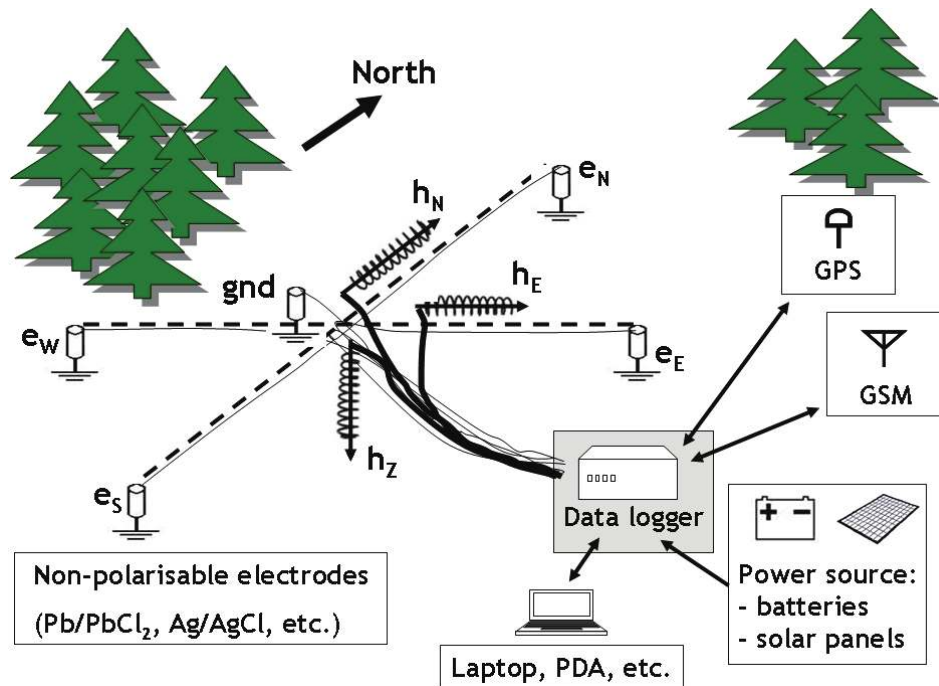 North
e_N
h_N
GPS
gnd
h_E
e_W
e_E
GSM
h_Z
e_S
Data logger
+ -
Non-polarisable electrodes
(Pb/PbCl₂, Ag/AgCl, etc.)
Power source:
- batteries
- solar panels
Laptop, PDA, etc.